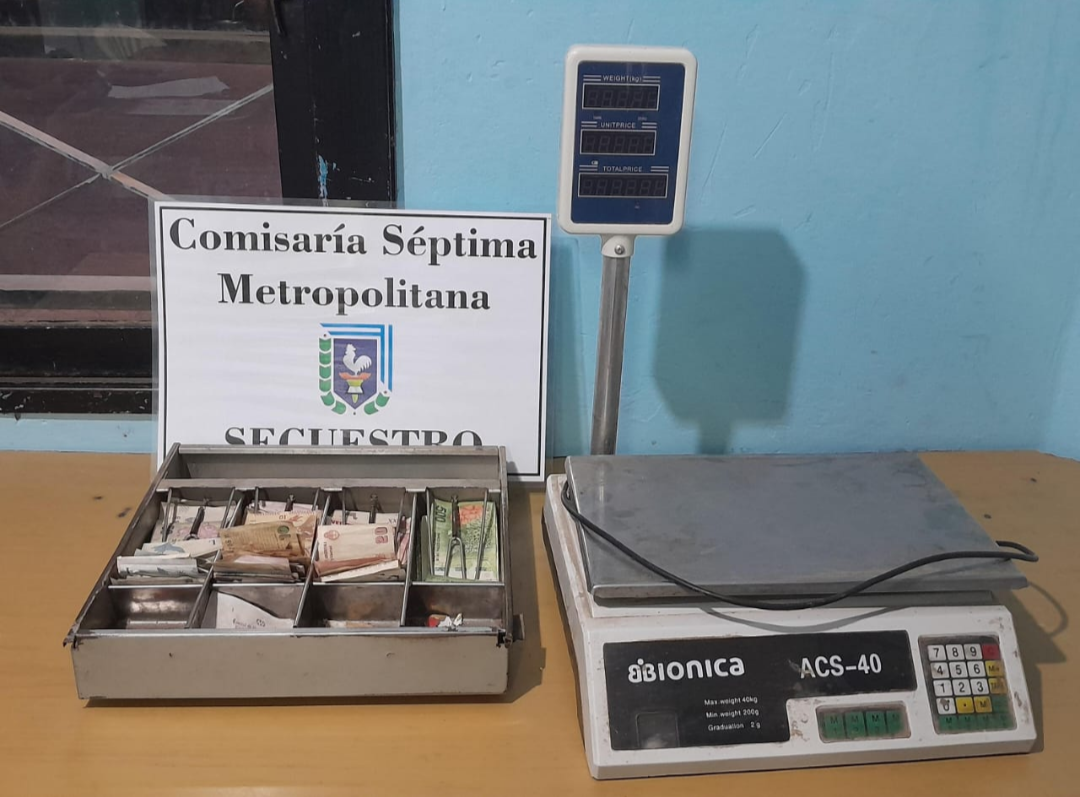 WEIGHT(kg)
UNITPRICE
TOTALPRICE
Comisaría Séptima
Metropolitana
SECUESTRO
500
BIONICA
ACS-40
Max.weight 40kg
Min.weight 200g
Graduation 2g
7 8 9 C
4 5 6
1 2 3
0 • M
M M M M